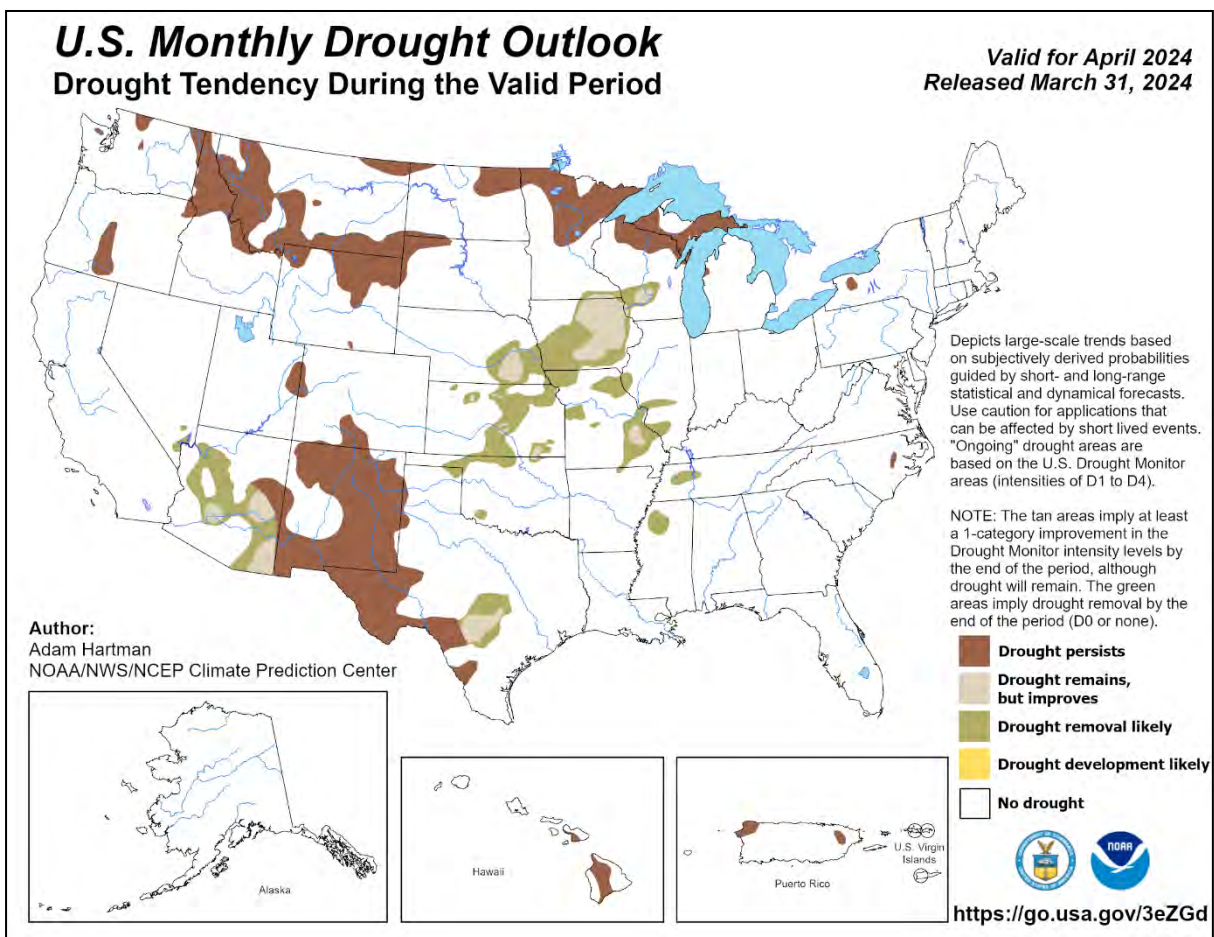 U.S. Monthly Drought Outlook
Drought Tendency During the Valid Period
Valid for April 2024
Released March 31, 2024
Depicts large-scale trends based
on subjectively derived probabilities
guided by short- and long-range
statistical and dynamical forecasts.
Use caution for applications that
can be affected by short lived events.
"Ongoing" drought areas are
based on the U.S. Drought Monitor
areas (intensities of D1 to D4).
NOTE: The tan areas imply at least
a 1-category improvement in the
Drought Monitor intensity levels by
the end of the period, although
drought will remain. The green
areas imply drought removal by the
end of the period (D0 or none).
Author:
Adam Hartman
NOAA/NWS/NCEP Climate Prediction Center
Drought persists
Drought remains,
but improves
Drought removal likely
Drought development likely
No drought
Alaska
Hawaii
Puerto Rico
U.S. Virgin
Islands
NOAA
https://go.usa.gov/3eZGd